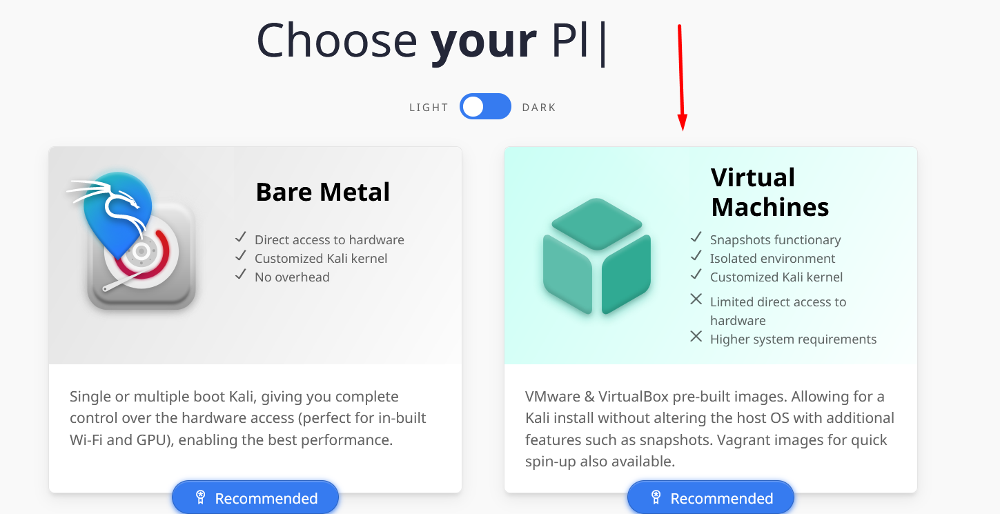 Choose your Pl|
LIGHT DARK
Bare Metal
Direct access to hardware
Customized Kali kernel
No overhead
Single or multiple boot Kali, giving you complete
control over the hardware access (perfect for in-built
Wi-Fi and GPU), enabling the best performance.
Recommended
Virtual
Machines
Snapshots functionary
Isolated environment
Customized Kali kernel
Limited direct access to
hardware
Higher system requirements
VMware & VirtualBox pre-built images. Allowing for a
Kali install without altering the host OS with additional
features such as snapshots. Vagrant images for quick
spin-up also available.
Recommended